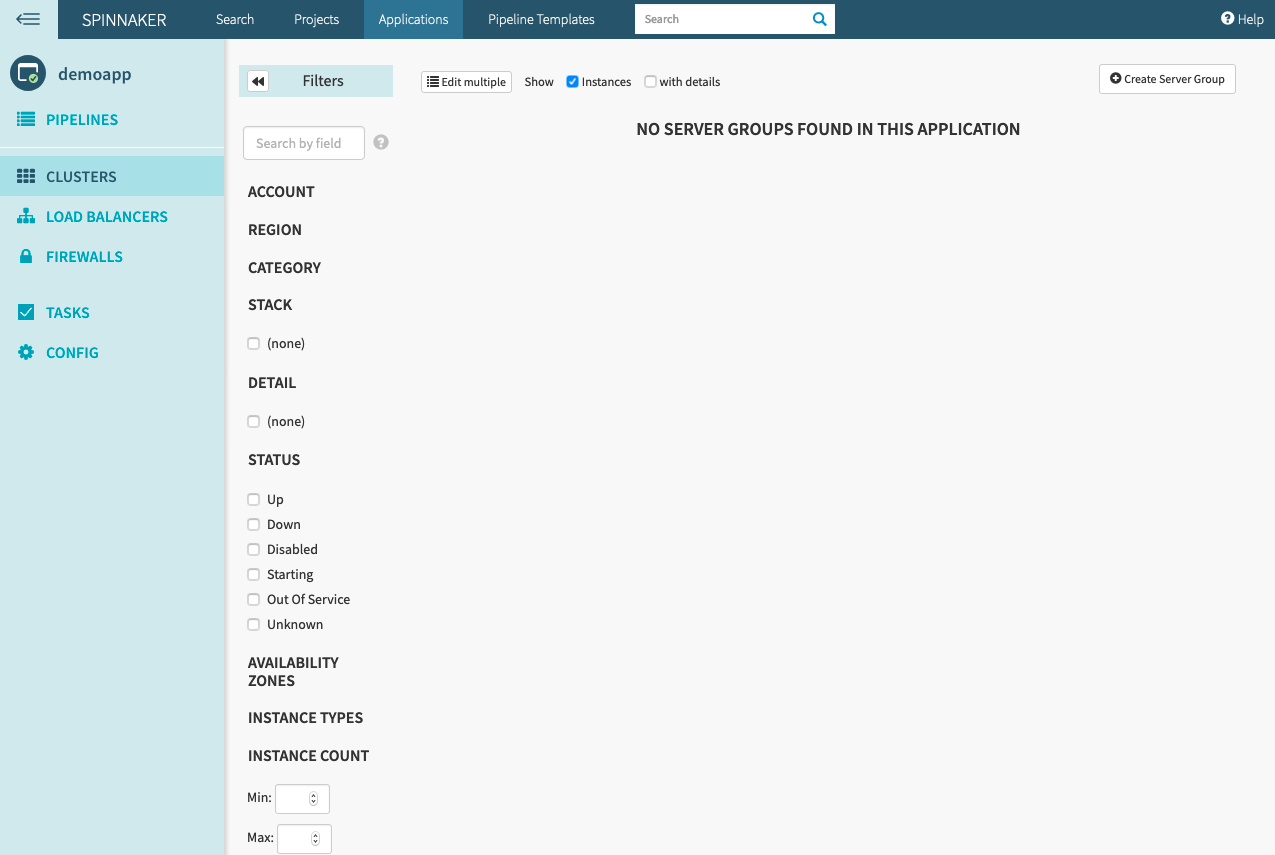 SPINNAKER Search Projects Applications Pipeline Templates Search Help
demoapp
PIPELINES
CLUSTERS
LOAD BALANCERS
FIREWALLS
TASKS
CONFIG
Filters
Edit multiple Show Instances with details
Create Server Group
Search by field
NO SERVER GROUPS FOUND IN THIS APPLICATION
ACCOUNT
REGION
CATEGORY
STACK
(none)
DETAIL
(none)
STATUS
Up
Down
Disabled
Starting
Out Of Service
Unknown
AVAILABILITY
ZONES
INSTANCE TYPES
INSTANCE COUNT
Min:
Max: